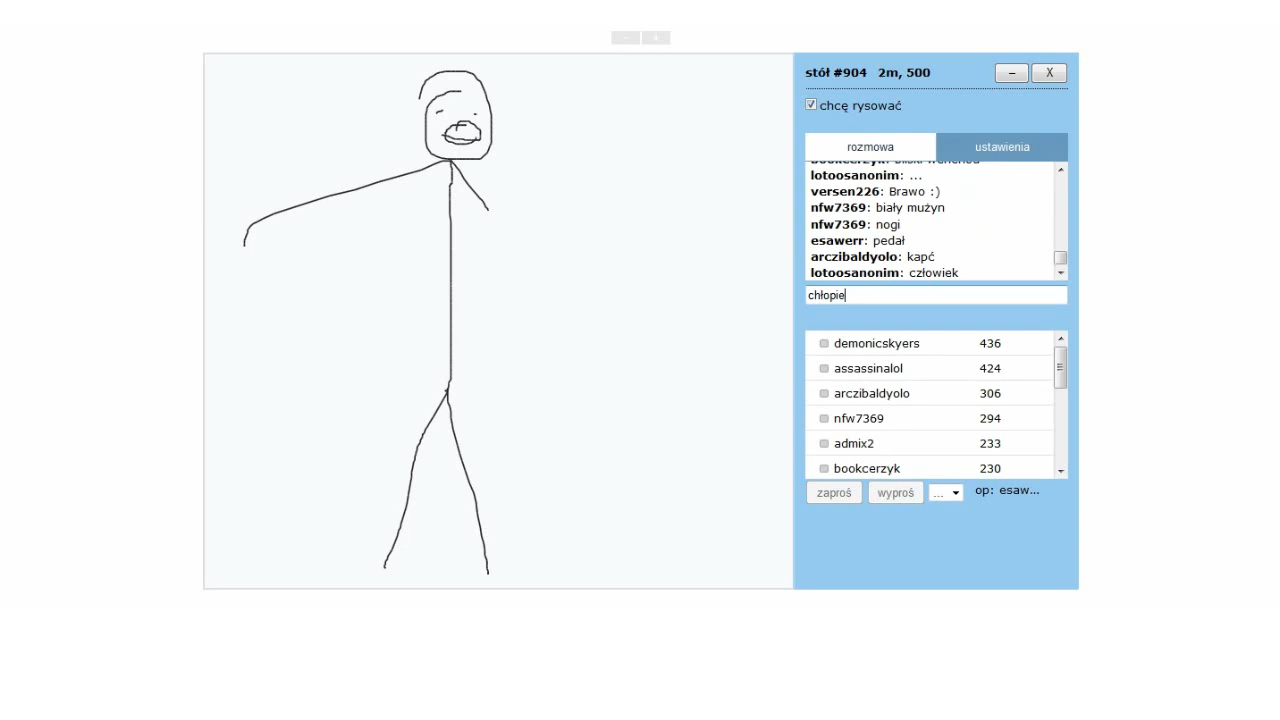 stół #904 2m, 500
– X
chcę rysować
rozmowa ustawienia
lotoosanonim: ...
versen226: Brawo :)
nfw7369: biały mużyn
nfw7369: nogi
esawerr: pedał
arczibaldyolo: kapć
lotoosanonim: człowiek
chłopie
demonicskyers 436
assassinalol 424
arczibaldyolo 306
nfw7369 294
admix2 233
bookcerzyk 230
zaproś wyproś ... op: esaw...